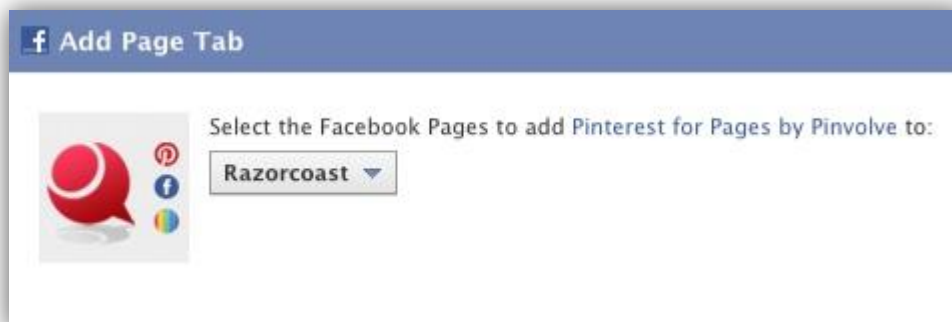 Add Page Tab
Select the Facebook Pages to add Pinterest for Pages by Pinvolve to:
Razorcoast